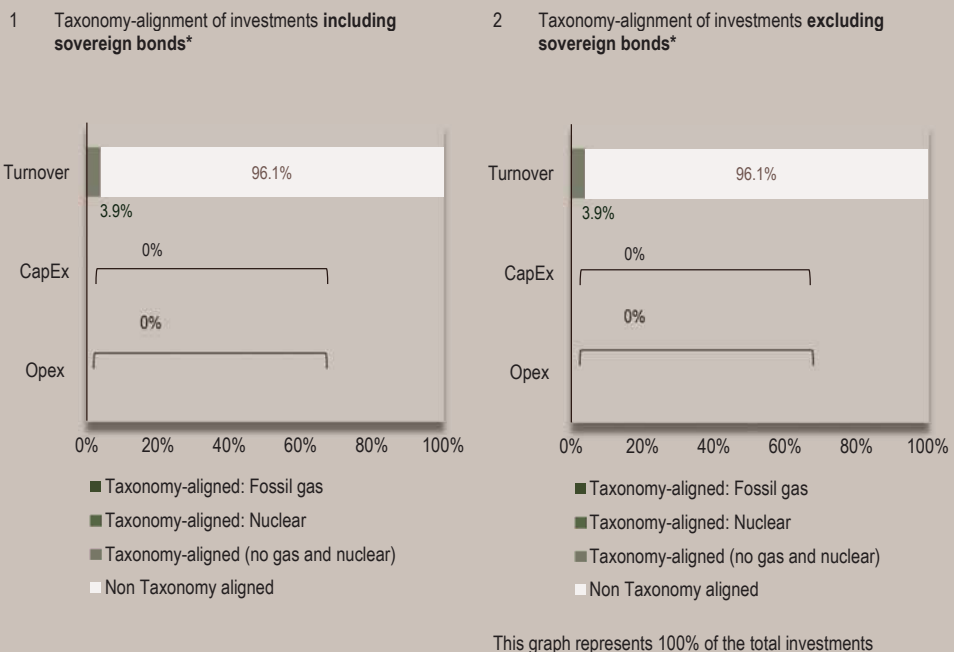 1 Taxonomy-alignment of investments including
sovereign bonds*
Turnover
96.1%
3.9%
0%
CapEx
0%
Opex
0% 20% 40% 60% 80% 100%
Taxonomy-aligned: Fossil gas
Taxonomy-aligned: Nuclear
Taxonomy-aligned (no gas and nuclear)
Non Taxonomy aligned
2 Taxonomy-alignment of investments excluding
sovereign bonds*
Turnover
96.1%
3.9%
0%
CapEx
0%
Opex
0% 20% 40% 60% 80% 100%
Taxonomy-aligned: Fossil gas
Taxonomy-aligned: Nuclear
Taxonomy-aligned (no gas and nuclear)
Non Taxonomy aligned
This graph represents 100% of the total investments